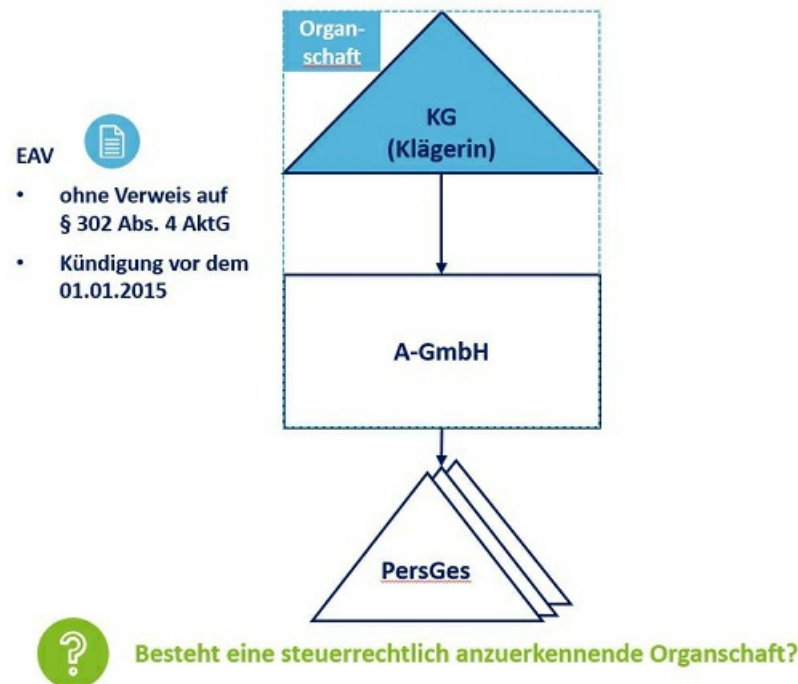 Organ-
schaft
KG
(Klägerin)
EAV
• ohne Verweis auf
§ 302 Abs. 4 AktG
• Kündigung vor dem
01.01.2015
A-GmbH
PersGes
? Besteht eine steuerrechtlich anzuerkennende Organschaft?